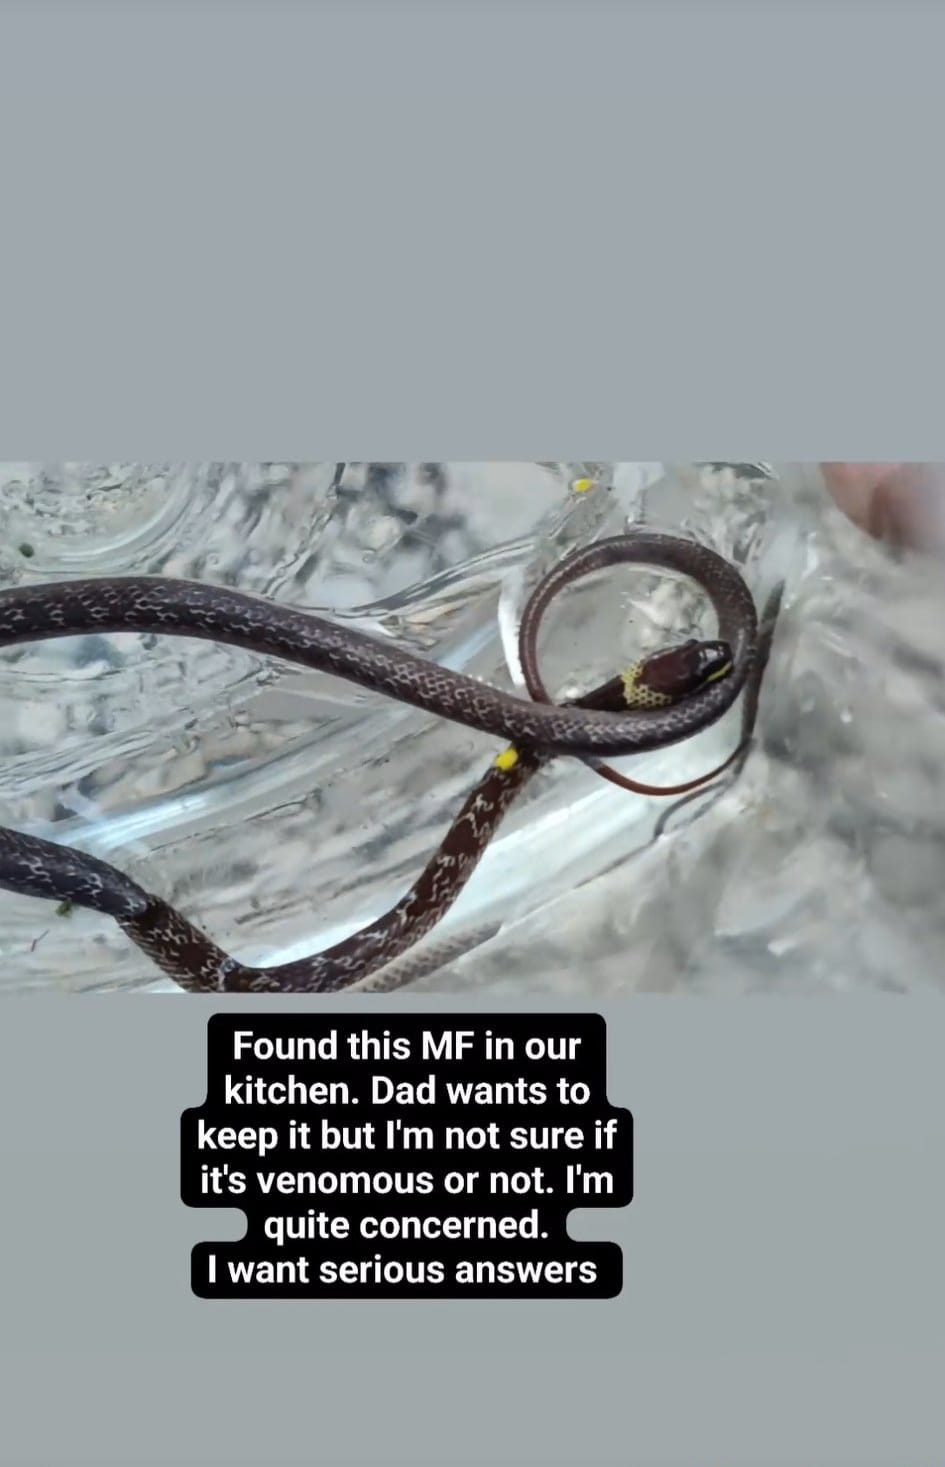 Found this MF in our
kitchen. Dad wants to
keep it but I'm not sure if
it's venomous or not. I'm
quite concerned.
I want serious answers